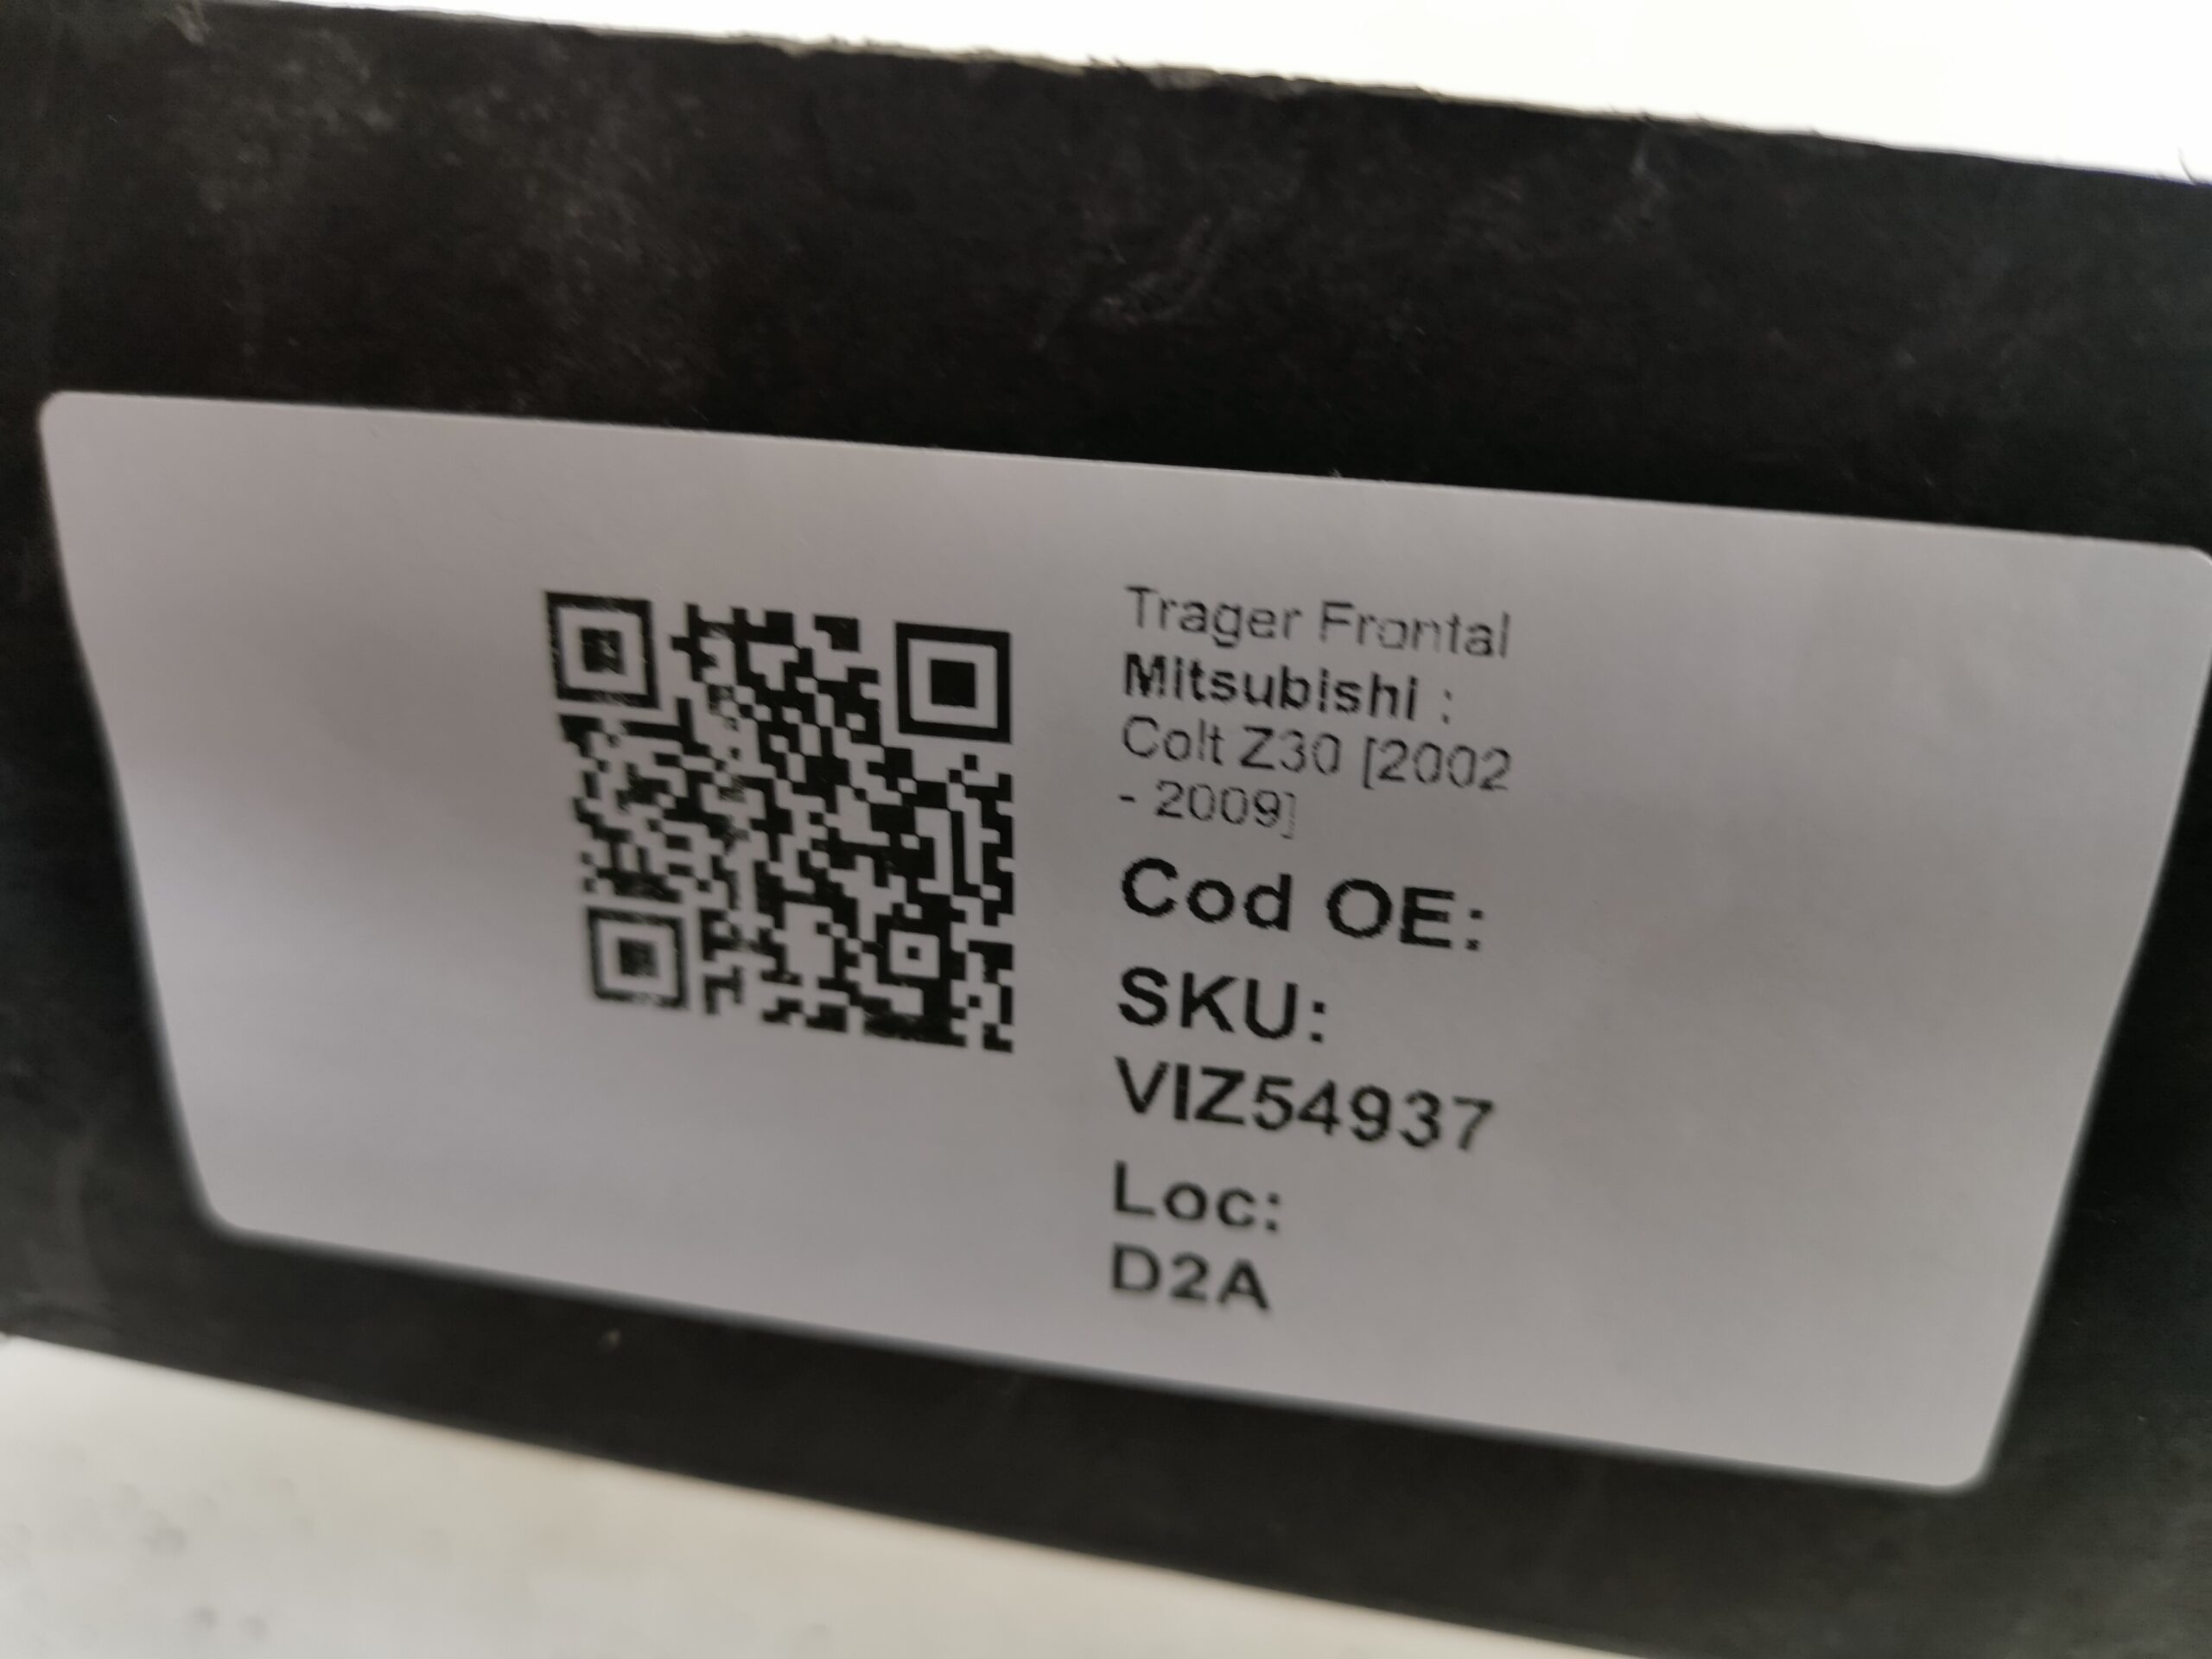 Trager Frontal
Mitsubishi :
Colt Z30 [2002
- 2009]
Cod OE:
SKU:
VIZ54937
Loc:
D2A